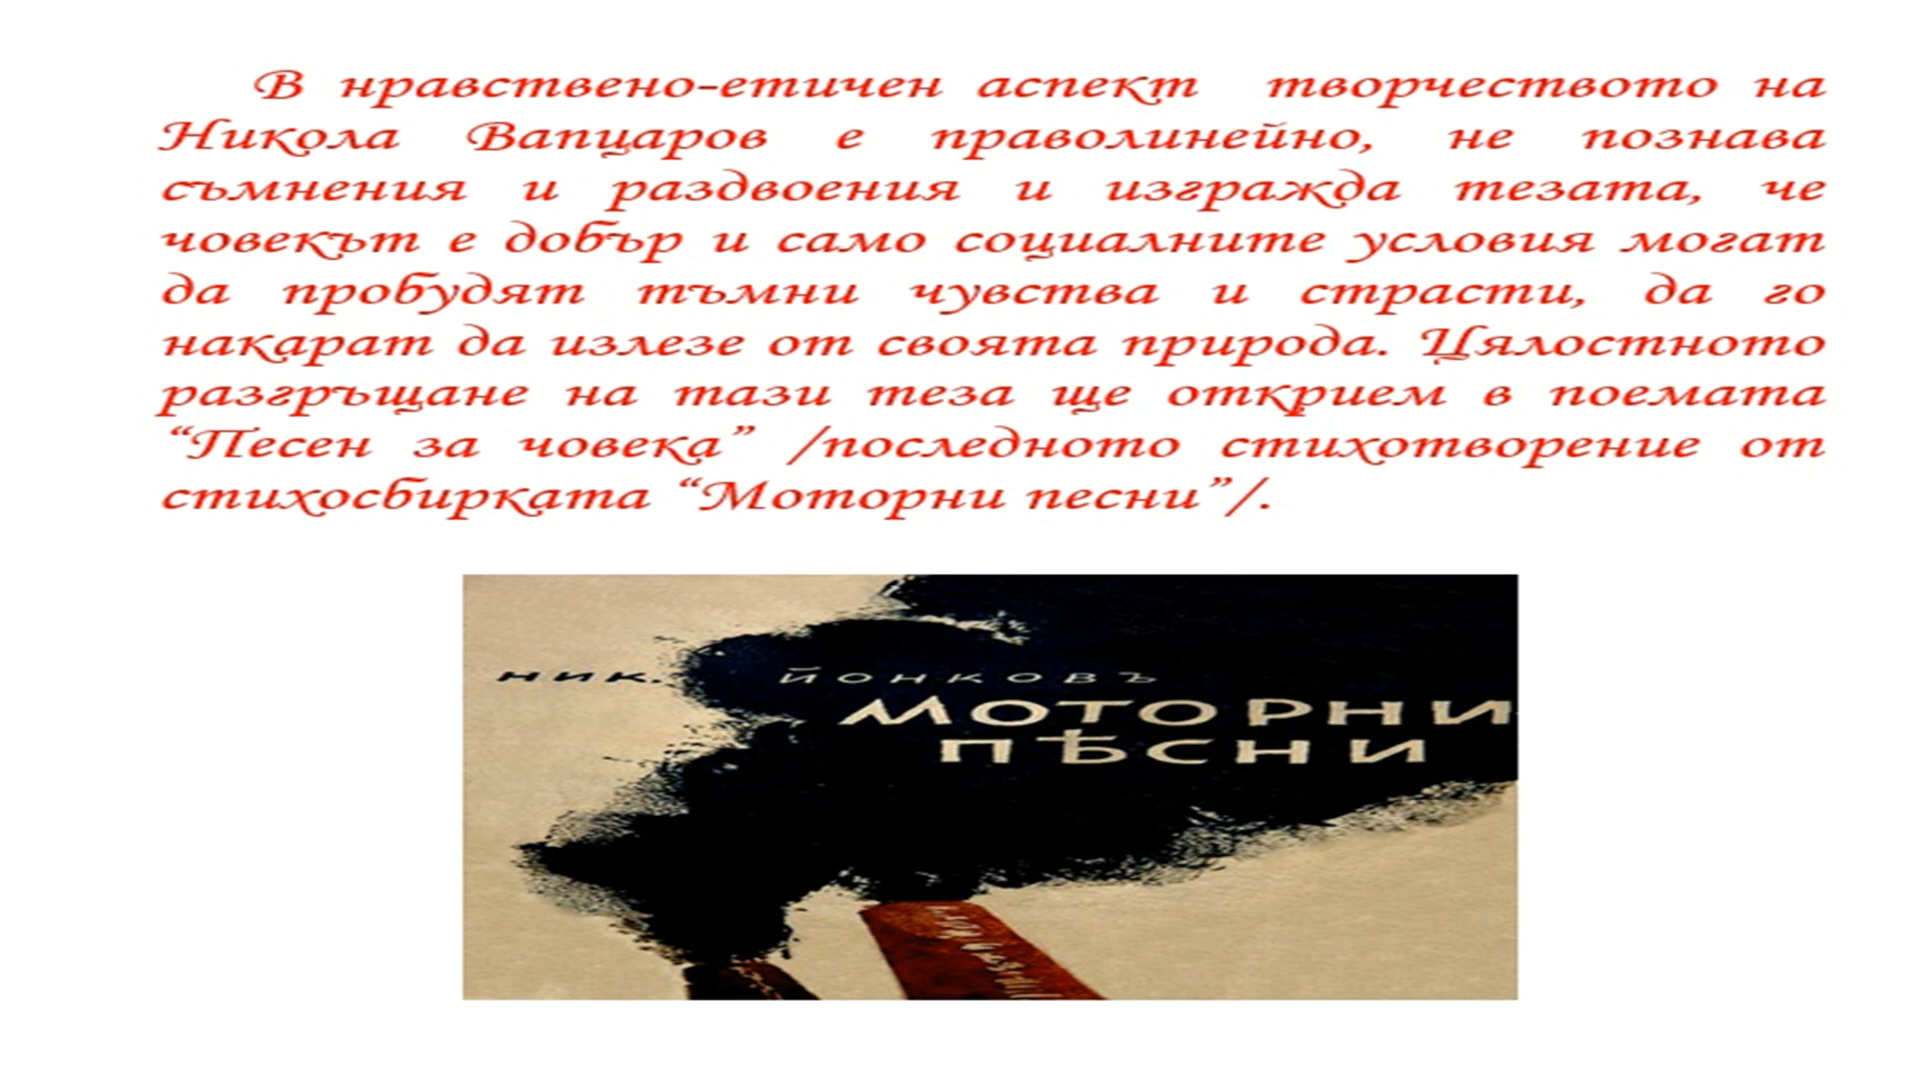 В нравствено-етичен аспект творчеството на
Никола Вапцаров е праволинейно, не познава
съмнения и раздвоения и изгражда тезата, че
човекът е добър и само социалните условия могат
да пробудят тъмни чувства и страсти, да го
накарат да излезе от своята природа. Цялостното
разгръщане на тази теза ще открием в поемата
“Песен за човека” /последното стихотворение от
стихосбирката “Моторни песни”/.
НИК. ЙОНКОВЪ
МОТОРНИ
ПѢСНИ